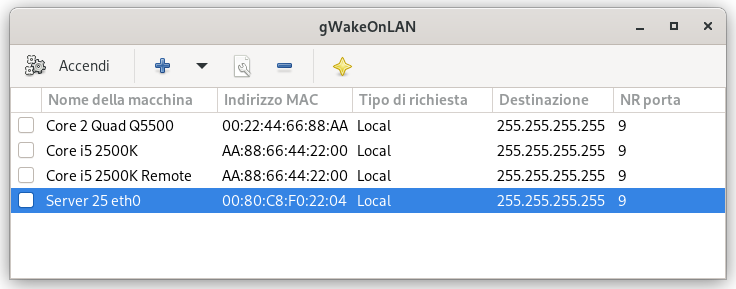 gWakeOnLAN
Accendi
Nome della macchina Indirizzo MAC Tipo di richiesta Destinazione NR porta
Core 2 Quad Q5500 00:22:44:66:88:AA Local 255.255.255.255 9
Core i5 2500K AA:88:66:44:22:00 Local 255.255.255.255 9
Core i5 2500K Remote AA:88:66:44:22:00 Local 255.255.255.255 9
Server 25 eth0 00:80:C8:F0:22:04 Local 255.255.255.255 9